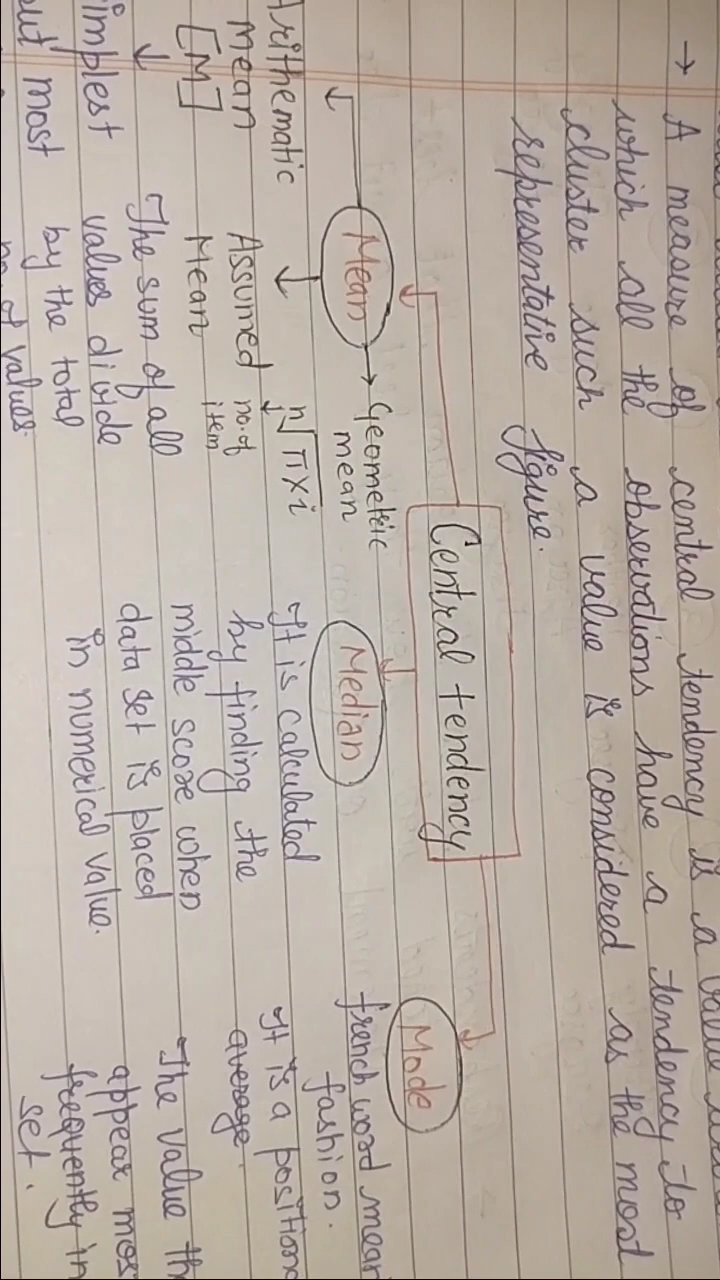 → A measure of central tendency is a value
which all the observations have a tendency to
cluster such a value is considered as the most
representative figure.
Central tendency
Mean
Median
Mode
Arithematic
Mean
[M]
↓
simplest
but most
↓
Assumed
Mean
The sum of all
values divide
by the total
no. of values.
→ Geometric
mean
n√πxi
no. of
item
It is calculated
by finding the
middle score when
data set is placed
in numerical value.
french word mean
fashion.
It is a positiona
average.
The value th
appear mos
frequently in
set.